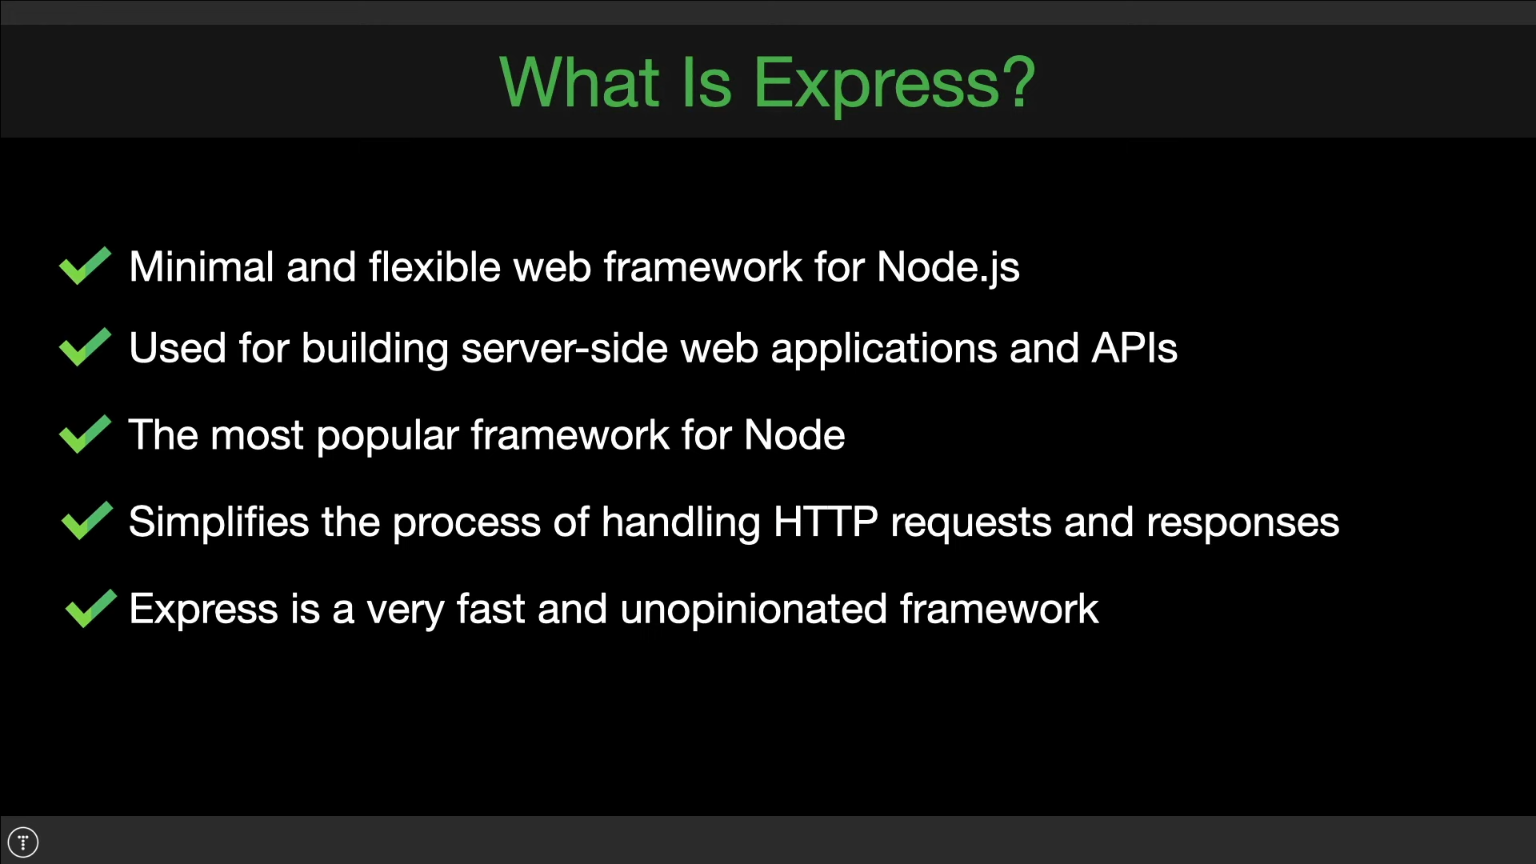 What Is Express?
Minimal and flexible web framework for Node.js
Used for building server-side web applications and APIs
The most popular framework for Node
Simplifies the process of handling HTTP requests and responses
Express is a very fast and unopinionated framework